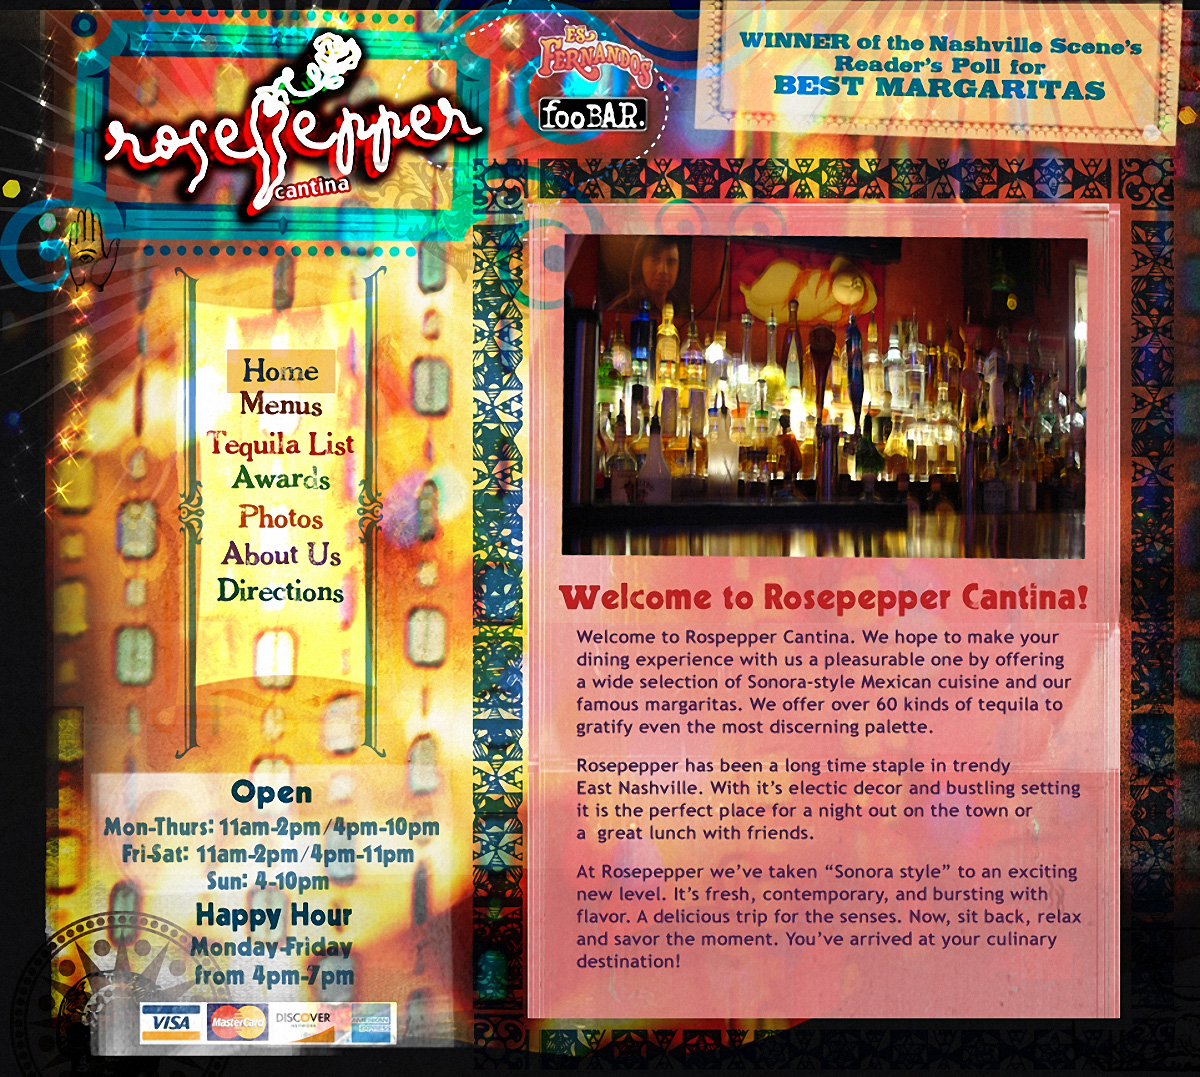 rosepepper
cantina
ES
FERNANDOS
fooBAR.
WINNER of the Nashville Scene's
Reader's Poll for
BEST MARGARITAS
Home
Menus
Tequila List
Awards
Photos
About Us
Directions
Open
Mon-Thurs: 11am-2pm/4pm-10pm
Fri-Sat: 11am-2pm/4pm-11pm
Sun: 4-10pm
Happy Hour
Monday-Friday
from 4pm-7pm
VISA
MasterCard
DISCOVER
NETWORK
AMERICAN
EXPRESS
Welcome to Rosepepper Cantina!
Welcome to Rospepper Cantina. We hope to make your
dining experience with us a pleasurable one by offering
a wide selection of Sonora-style Mexican cuisine and our
famous margaritas. We offer over 60 kinds of tequila to
gratify even the most discerning palette.
Rosepepper has been a long time staple in trendy
East Nashville. With it's electic decor and bustling setting
it is the perfect place for a night out on the town or
a great lunch with friends.
At Rosepepper we've taken “Sonora style” to an exciting
new level. It's fresh, contemporary, and bursting with
flavor. A delicious trip for the senses. Now, sit back, relax
and savor the moment. You've arrived at your culinary
destination!